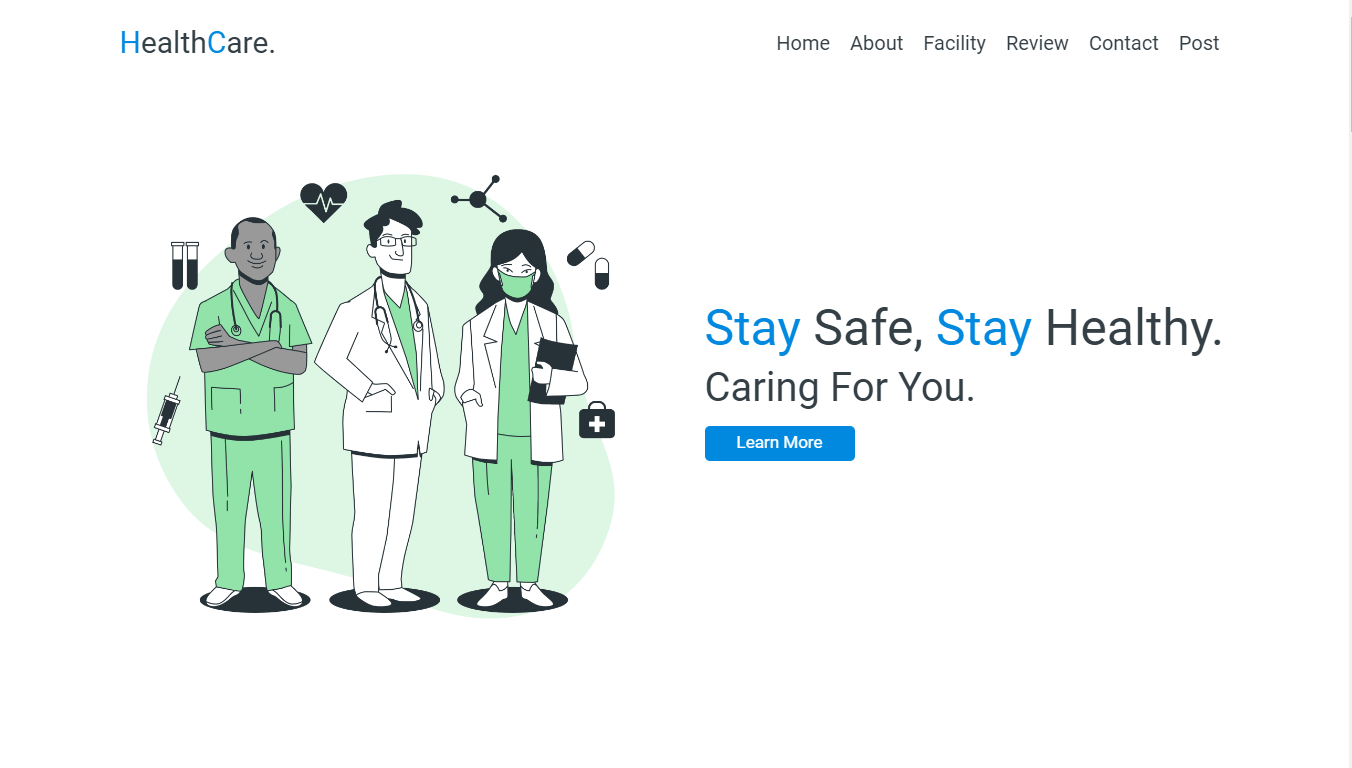 HealthCare.
Home About Facility Review Contact Post
Stay Safe, Stay Healthy.
Caring For You.
Learn More